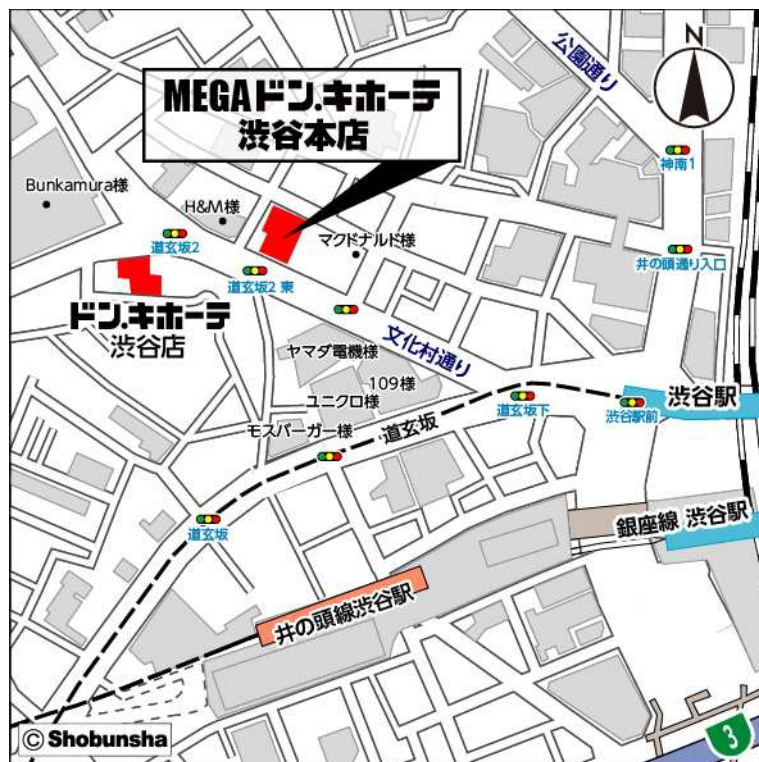 公園通り
N
MEGAドン.キホーテ
渋谷本店
神南1
Bunkamura様
H&M様
マクドナルド様
道玄坂2
井の頭通り入口
道玄坂2 東
ドン.キホーテ
渋谷店
文化村通り
ヤマダ電機様
109様
ユニクロ様
道玄坂下
渋谷駅
渋谷駅前
モスバーガー様
道玄坂
道玄坂
銀座線 渋谷駅
井の頭線渋谷駅
© Shobunsha
3